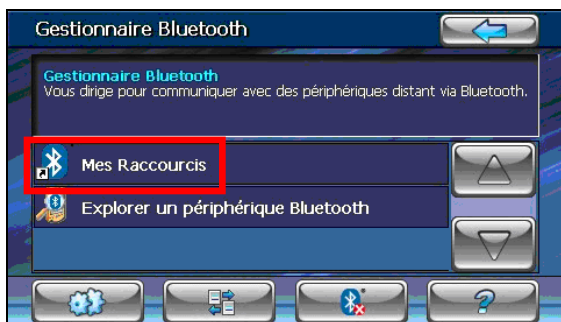 Gestionnaire Bluetooth
Gestionnaire Bluetooth
Vous dirige pour communiquer avec des périphériques distant via Bluetooth.
Mes Raccourcis
Explorer un périphérique Bluetooth
?